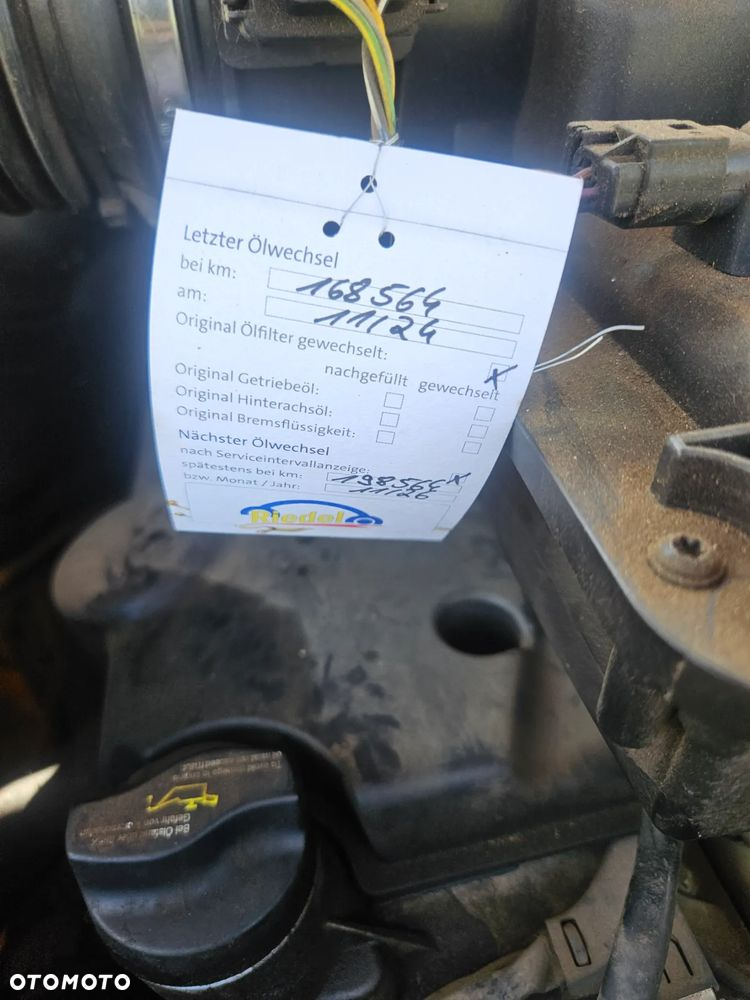 Letzter Ölwechsel
bei km: 168564
am: 11/24
Original Ölfilter gewechselt: X
nachgefüllt gewechselt
Original Getriebeöl:
Original Hinterachsöl:
Original Bremsflüssigkeit:
Nächster Ölwechsel
nach Serviceintervallanzeige: X
spätestens bei km: 198564
bzw. Monat / Jahr: 11/26
Riedel
OTOMOTO